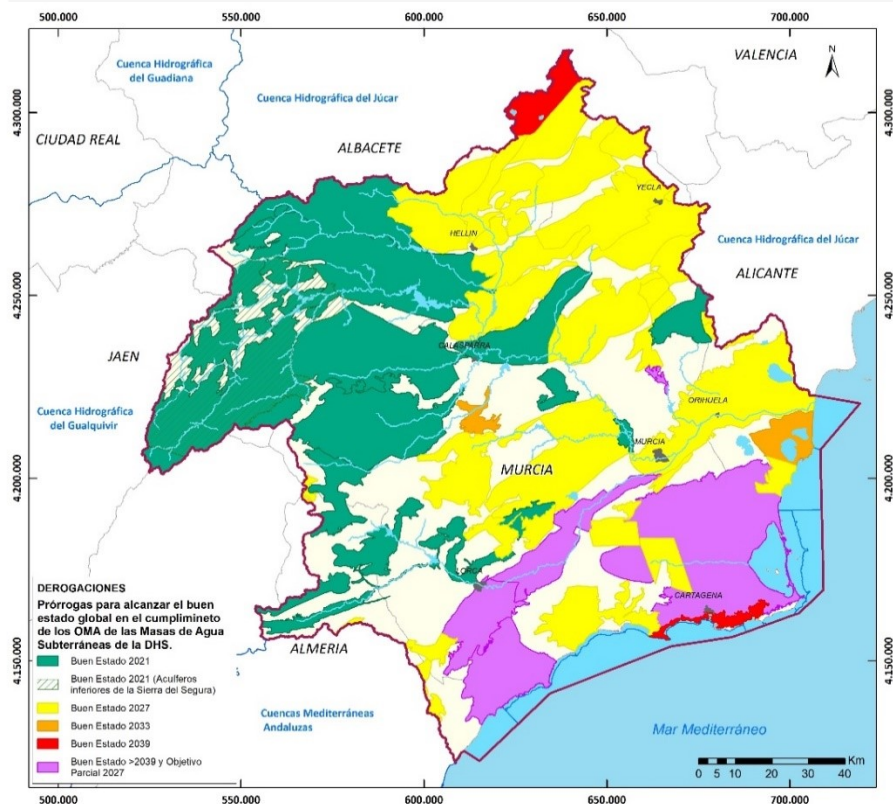 500.000
550.000
600.000
650.000
700.000
Cuenca Hidrográfica
del Guadiana
VALENCIA
N
Cuenca Hidrográfica del Júcar
4.300.000
4.300.000
CIUDAD REAL
ALBACETE
YECLA
HELLIN
Cuenca Hidrográfica del Júcar
4.250.000
4.250.000
ALICANTE
JAEN
CALASPARRA
ORIHUELA
Cuenca Hidrográfica
del Gualquivir
MURCIA
4.200.000
4.200.000
MURCIA
LORCA
CARTAGENA
DEROGACIONES
Prórrogas para alcanzar el buen
estado global en el cumplimineto
de los OMA de las Masas de Agua
Subterráneas de la DHS.
Buen Estado 2021
Buen Estado 2021 (Acuíferos
inferiores de la Sierra del Segura)
Buen Estado 2027
Buen Estado 2033
Buen Estado 2039
Buen Estado >2039 y Objetivo
Parcial 2027
ALMERIA
4.150.000
4.150.000
Cuencas Mediterráneas
Andaluzas
Mar Mediterráneo
Km
0 5 10 20 30 40
500.000
550.000
600.000
650.000
700.000